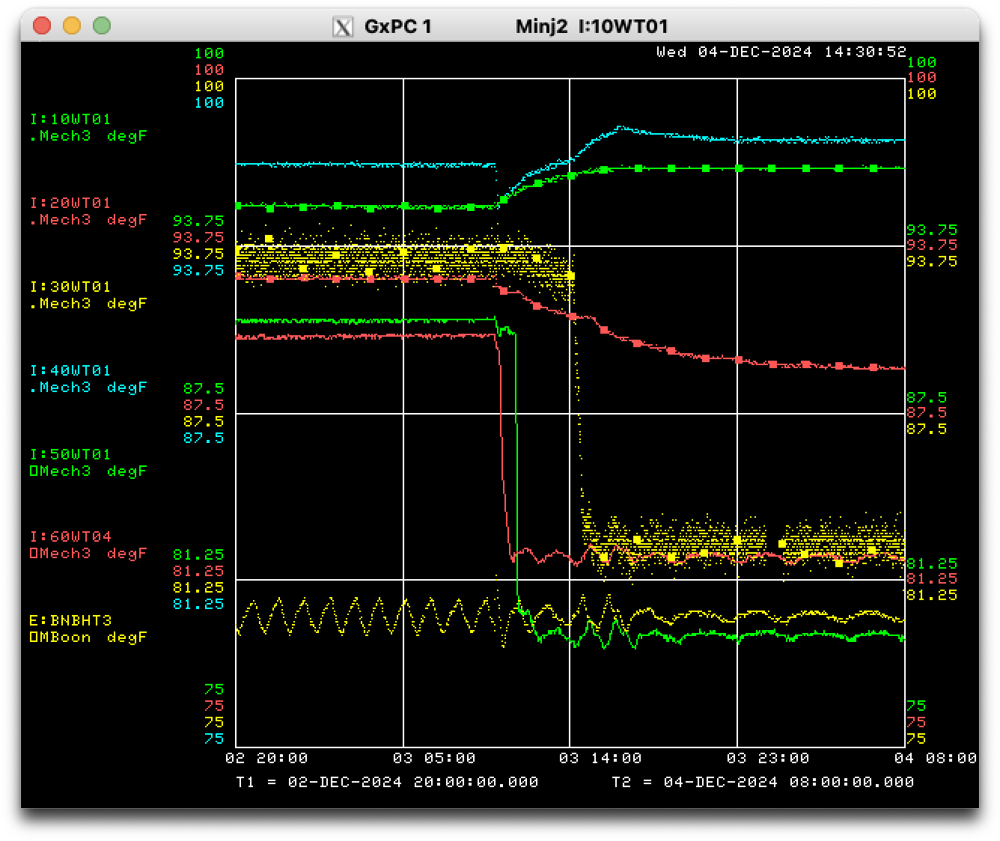 GxPC 1 Minj2 I:10WT01
Wed 04-DEC-2024 14:30:52
100
100
100
100
100
100
100
I:10WT01
.Mech3 degF
I:20WT01
.Mech3 degF
93.75
93.75
93.75
93.75
93.75
93.75
93.75
I:30WT01
.Mech3 degF
I:40WT01
.Mech3 degF
87.5
87.5
87.5
87.5
87.5
87.5
87.5
I:50WT01
□Mech3 degF
I:60WT04
□Mech3 degF
81.25
81.25
81.25
81.25
81.25
81.25
81.25
E:BNBHT3
□MBoon degF
75
75
75
75
75
75
75
02 20:00 03 05:00 03 14:00 03 23:00 04 08:00
T1 = 02-DEC-2024 20:00:00.000 T2 = 04-DEC-2024 08:00:00.000